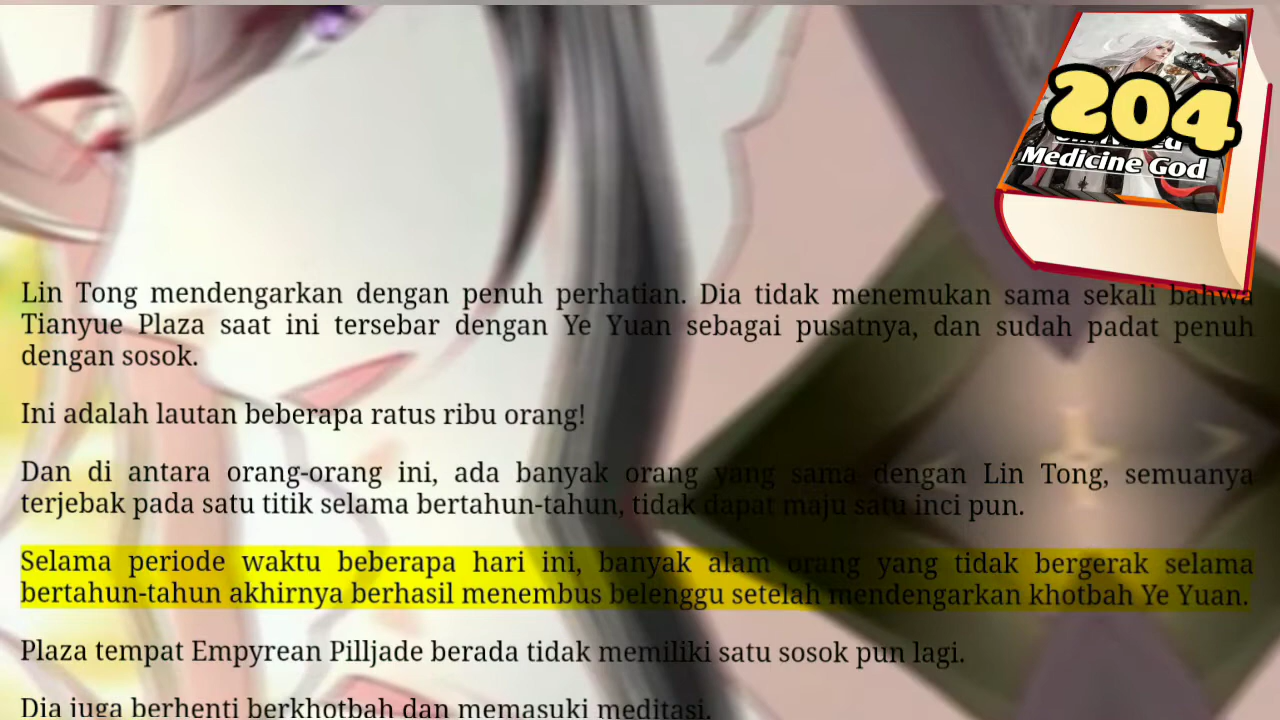 204
Medicine God
Lin Tong mendengarkan dengan penuh perhatian. Dia tidak menemukan sama sekali bahwa
Tianyue Plaza saat ini tersebar dengan Ye Yuan sebagai pusatnya, dan sudah padat penuh
dengan sosok.
Ini adalah lautan beberapa ratus ribu orang!
Dan di antara orang-orang ini, ada banyak orang yang sama dengan Lin Tong, semuanya
terjebak pada satu titik selama bertahun-tahun, tidak dapat maju satu inci pun.
Selama periode waktu beberapa hari ini, banyak alam orang yang tidak bergerak selama
bertahun-tahun akhirnya berhasil menembus belenggu setelah mendengarkan khotbah Ye Yuan.
Plaza tempat Empyrean Pilljade berada tidak memiliki satu sosok pun lagi.
Dia juga berhenti berkhotbah dan memasuki meditasi.